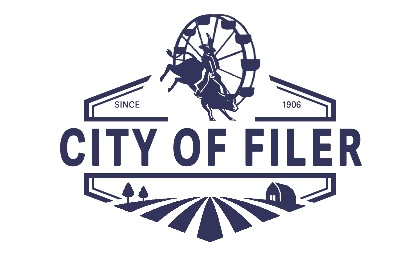 SINCE 1906
CITY OF FILER